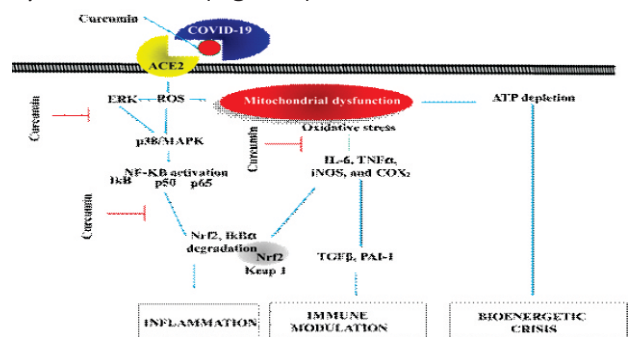 Curcumin
COVID-19
ACE2
ERK
ROS
Mitochondrial dysfunction
ATP depletion
Curcumin
Oxidative stress
p38/MAPK
Curcumin
IL-6, TNFα,
iNOS, and COX₂
NF-KB activation
IkB p50 p65
Curcumin
Nrf2, IkBα
degradation
Nrf2
Keap 1
TGFβ, PAI-1
INFLAMMATION
IMMUNE
MODULATION
BIOENERGETIC
CRISIS